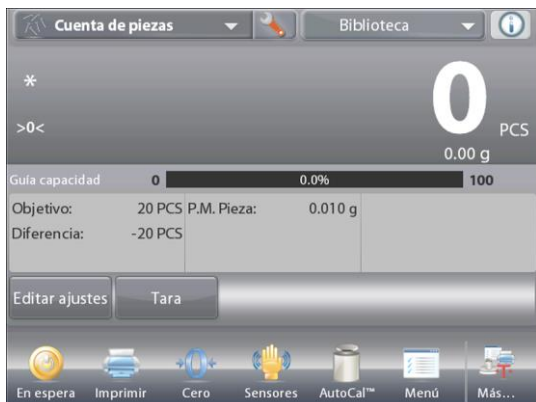 Cuenta de piezas
Biblioteca
*
0
>0<
PCS
0.00 g
Guía capacidad 0 0.0% 100
Objetivo: 20 PCS P.M. Pieza: 0.010 g
Diferencia: -20 PCS
Editar ajustes Tara
En espera Imprimir Cero Sensores AutoCal™ Menú Más...